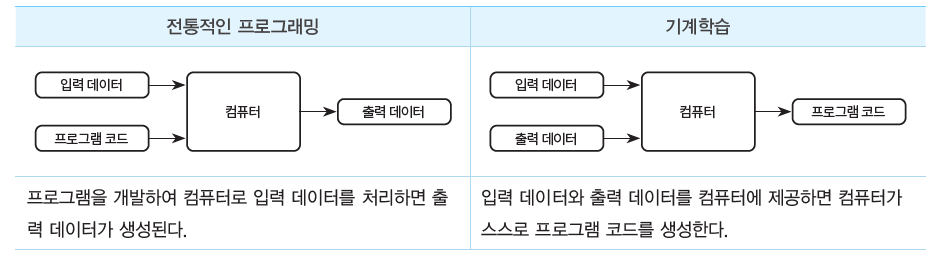 전통적인 프로그래밍
기계학습
입력 데이터
프로그램 코드
컴퓨터
출력 데이터
입력 데이터
출력 데이터
컴퓨터
프로그램 코드
프로그램을 개발하여 컴퓨터로 입력 데이터를 처리하면 출
력 데이터가 생성된다.
입력 데이터와 출력 데이터를 컴퓨터에 제공하면 컴퓨터가
스스로 프로그램 코드를 생성한다.